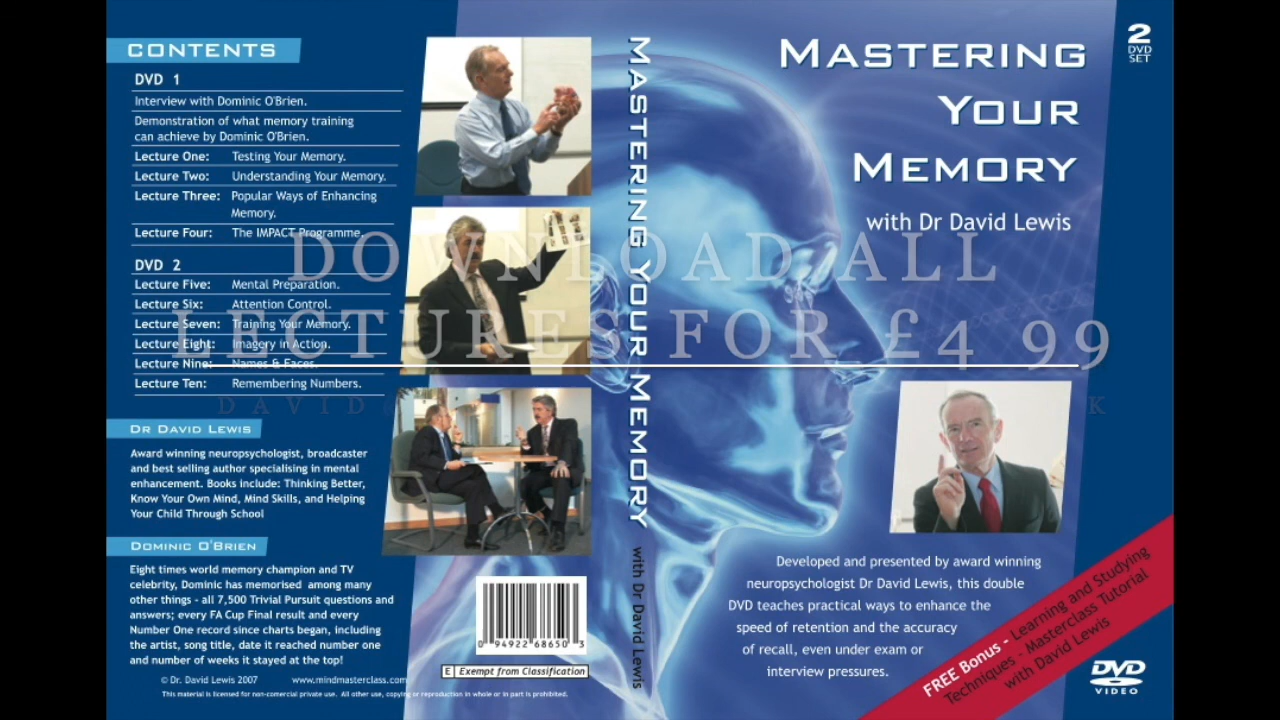 CONTENTS
DVD 1
Interview with Dominic O'Brien.
Demonstration of what memory training
can achieve by Dominic O'Brien.
Lecture One: Testing Your Memory.
Lecture Two: Understanding Your Memory.
Lecture Three: Popular Ways of Enhancing
Memory.
Lecture Four: The IMPACT Programme.
DVD 2
Lecture Five: Mental Preparation.
Lecture Six: Attention Control.
Lecture Seven: Training Your Memory.
Lecture Eight: Imagery in Action.
Lecture Nine: Names & Faces.
Lecture Ten: Remembering Numbers.
DR DAVID LEWIS
Award winning neuropsychologist, broadcaster
and best selling author specialising in mental
enhancement. Books include: Thinking Better,
Know Your Own Mind, Mind Skills, and Helping
Your Child Through School
DOMINIC O'BRIEN
Eight times world memory champion and TV
celebrity, Dominic has memorised among many
other things - all 7,500 Trivial Pursuit questions and
answers; every FA Cup Final result and every
Number One record since charts began, including
the artist, song title, date it reached number one
and number of weeks it stayed at the top!
© Dr. David Lewis 2007 www.mindmasterclass.com
This material is licensed for non-comercial private use. All other use, copying or reproduction in whole or in part is prohibited.
0 94922 68650 3
E Exempt from Classification
MASTERING YOUR MEMORY with Dr David Lewis
MASTERING
YOUR
MEMORY
with Dr David Lewis
2
DVD
SET
DOWNLOAD ALL
LECTURES FOR £4 99
DAVID
K
Developed and presented by award winning
neuropsychologist Dr David Lewis, this double
DVD teaches practical ways to enhance the
speed of retention and the accuracy
of recall, even under exam or
interview pressures.
FREE Bonus - Learning and Studying
Techniques - Masterclass Tutorial
with David Lewis
DVD
VIDEO